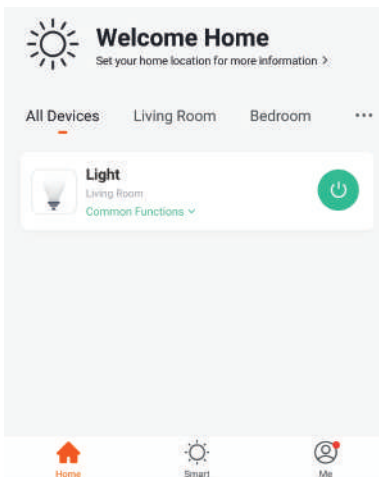 Welcome Home
Set your home location for more information >
All Devices Living Room Bedroom ...
Light
Living Room
Common Functions
Home Smart Me